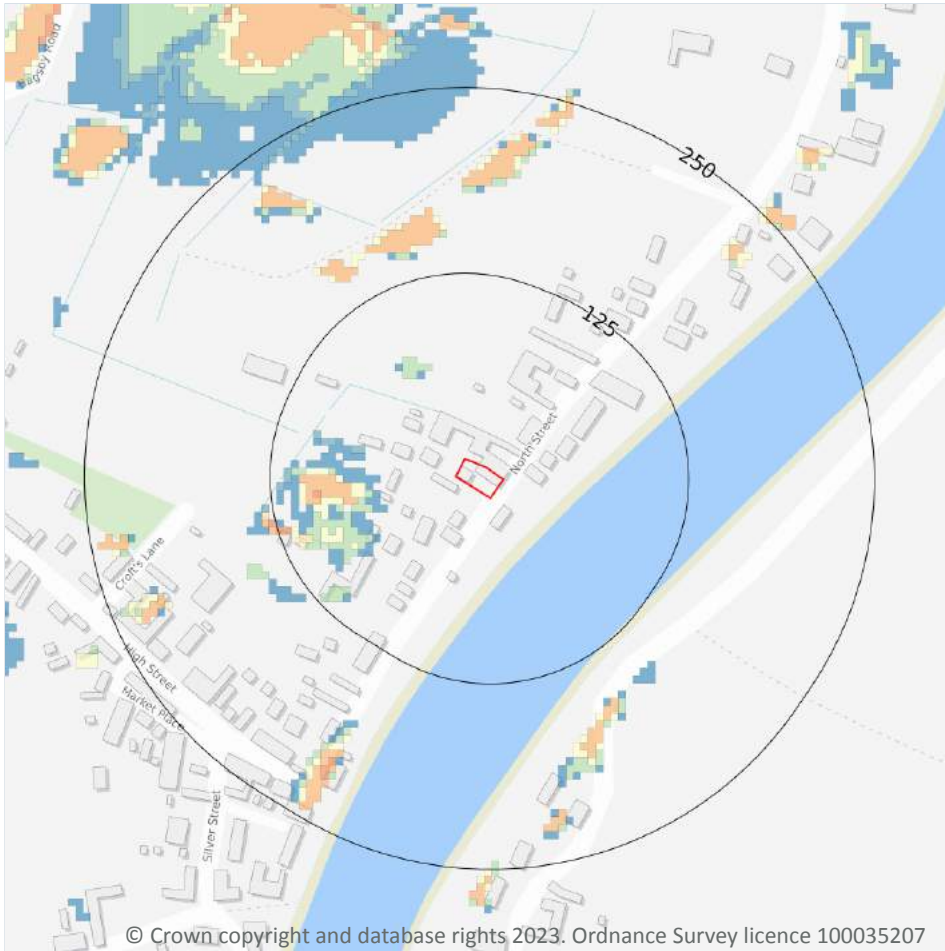 Bagsby Road
250
125
North Street
Croft's Lane
High Street
Market Place
Silver Street
© Crown copyright and database rights 2023. Ordnance Survey licence 100035207